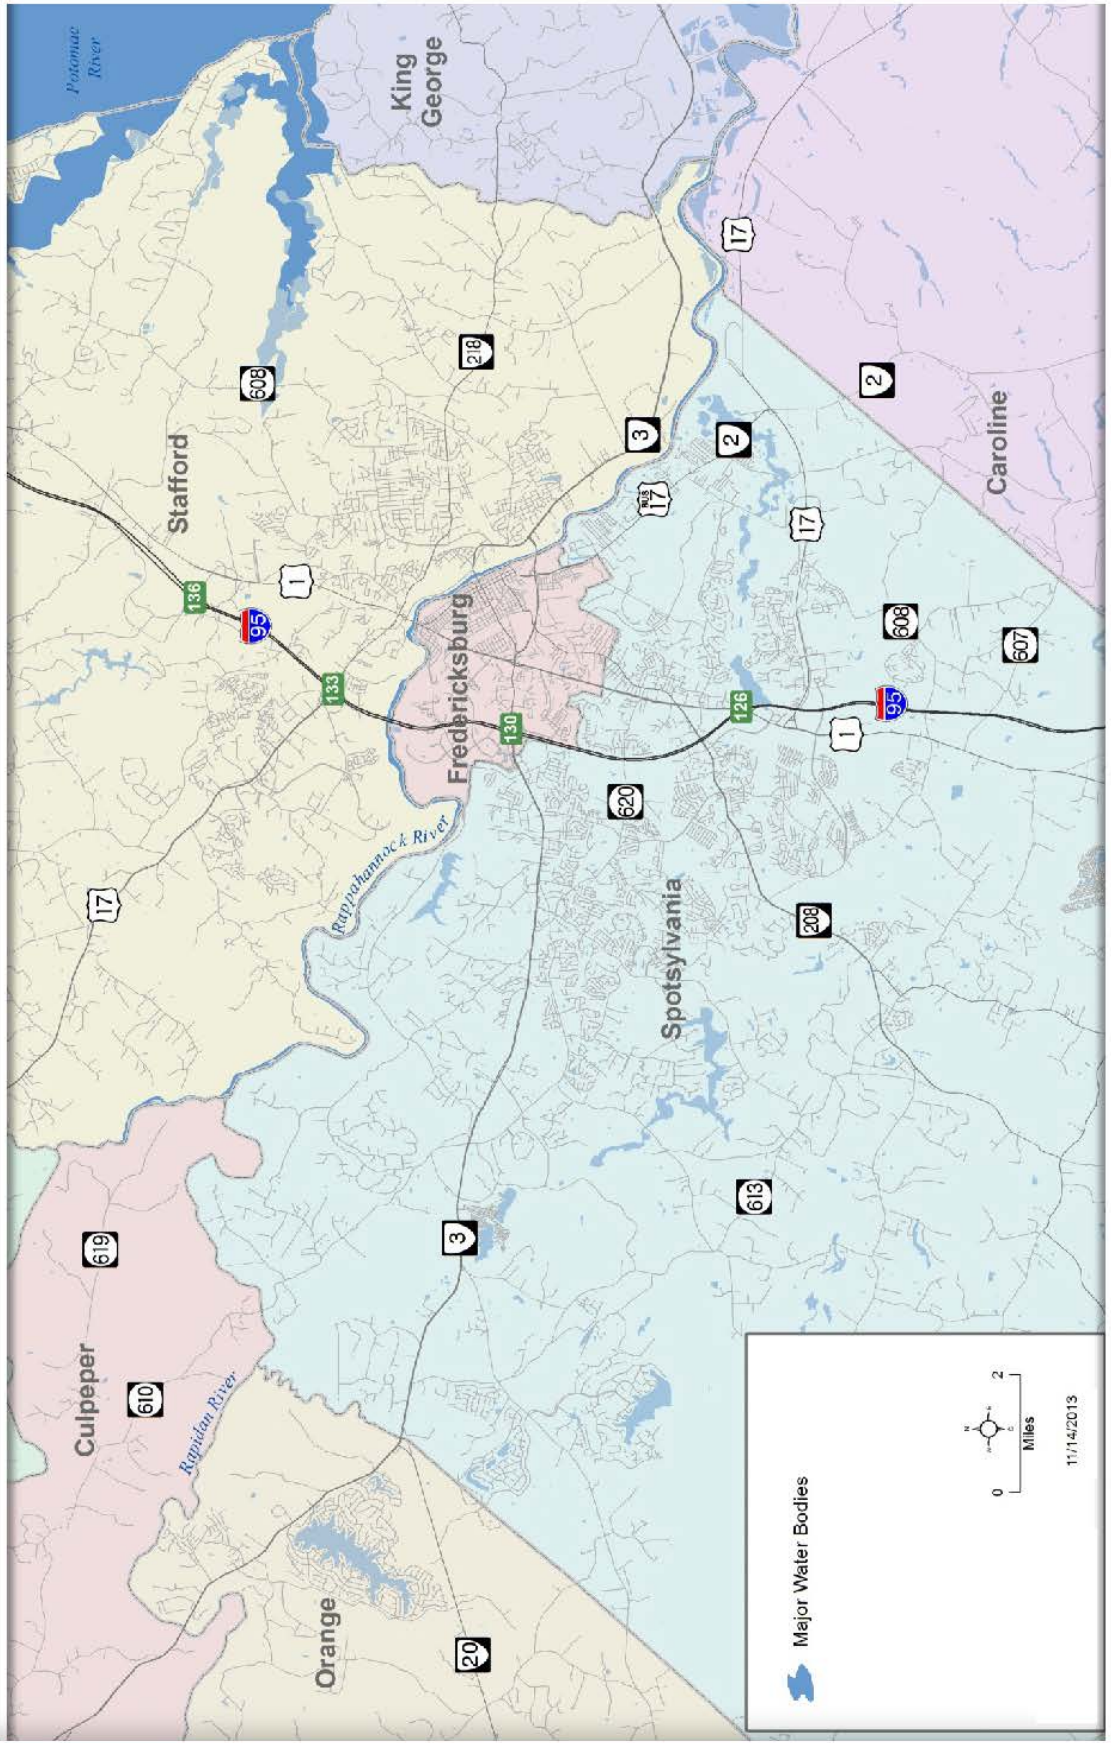 Potomac
River
King
George
Stafford
Fredericksburg
Rappahannock River
Spotsylvania
Caroline
Culpeper
Rapidan River
Orange
136
95
133
1
608
218
3
17
2
2
BUS
17
17
130
126
95
1
608
607
620
208
17
613
3
619
610
20
Major Water Bodies
N
0 2
Miles
11/14/2013